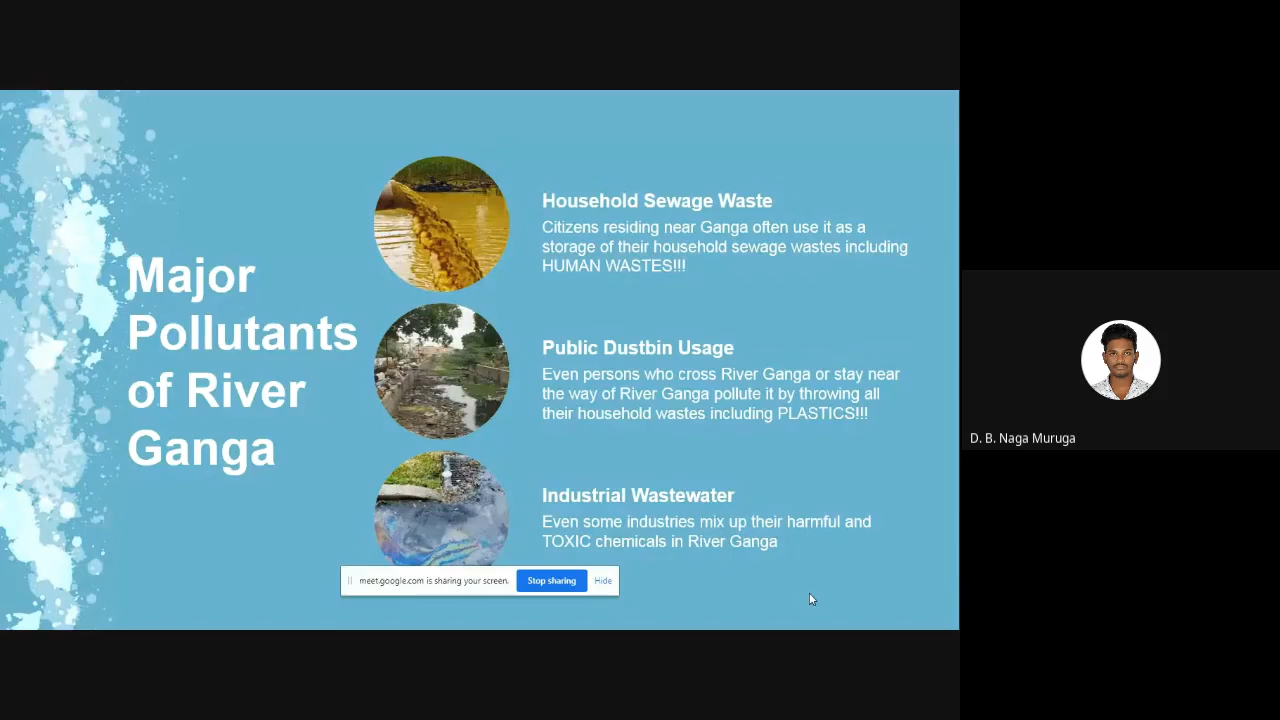 Major
Pollutants
of River
Ganga
Household Sewage Waste
Citizens residing near Ganga often use it as a
storage of their household sewage wastes including
HUMAN WASTES!!!
Public Dustbin Usage
Even persons who cross River Ganga or stay near
the way of River Ganga pollute it by throwing all
their household wastes including PLASTICS!!!
Industrial Wastewater
Even some industries mix up their harmful and
TOXIC chemicals in River Ganga
meet.google.com is sharing your screen. Stop sharing Hide
D. B. Naga Muruga